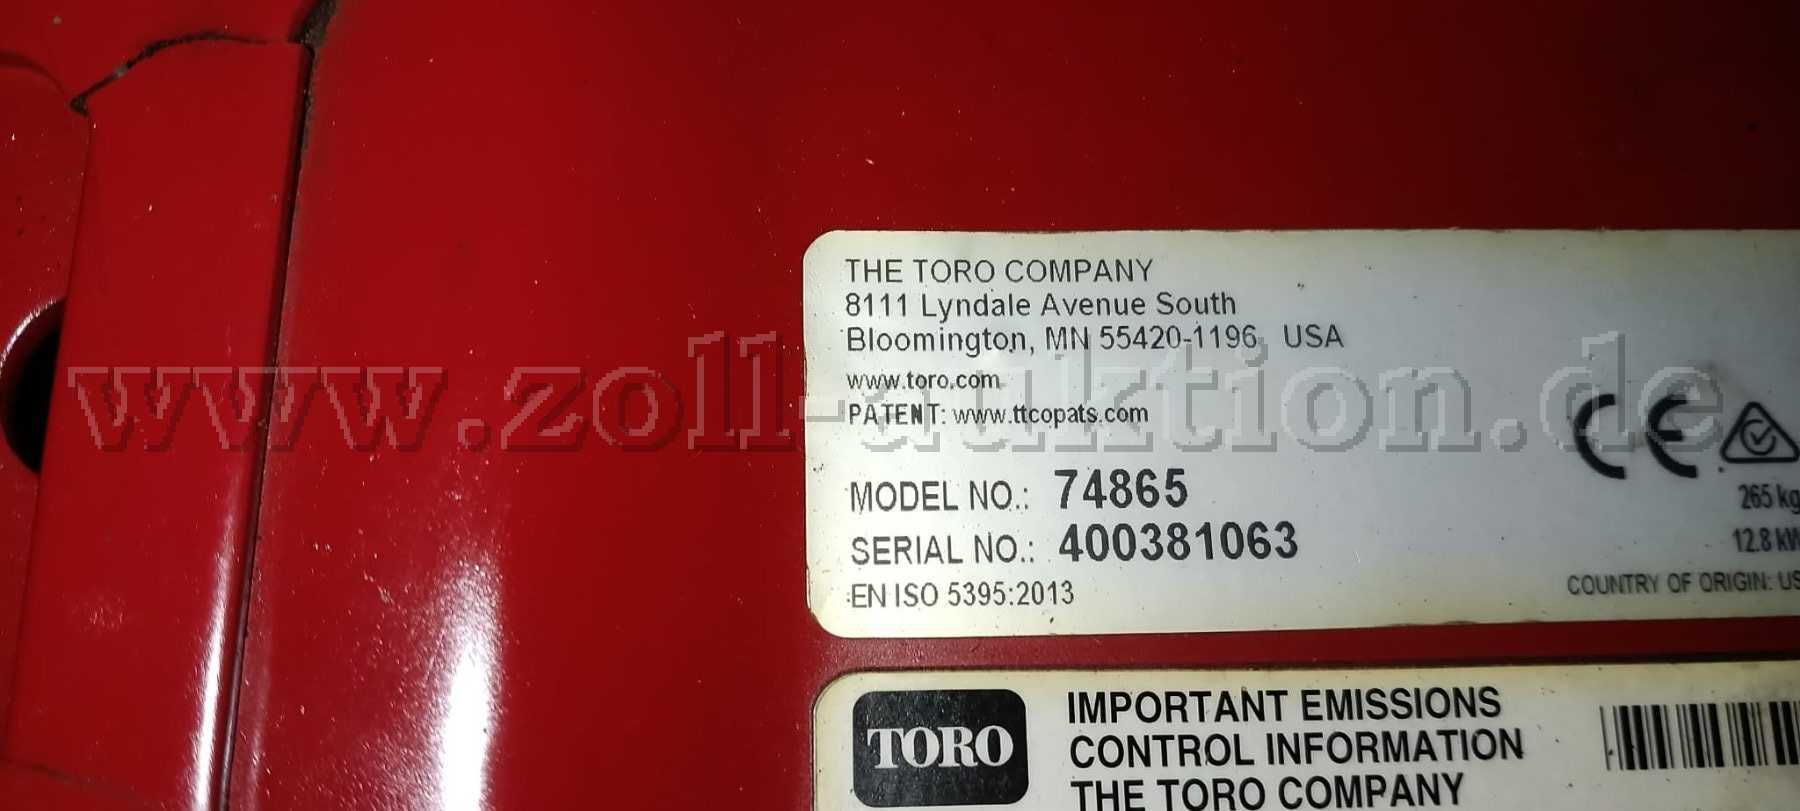 THE TORO COMPANY
8111 Lyndale Avenue South
Bloomington, MN 55420-1196 USA
www.toro.com
PATENT: www.ttcopats.com
MODEL NO.: 74865
SERIAL NO.: 400381063
EN ISO 5395:2013
CE
265 kg
12.8 kW
COUNTRY OF ORIGIN: US
www.zoll-auktion.de
TORO
IMPORTANT EMISSIONS
CONTROL INFORMATION
THE TORO COMPANY